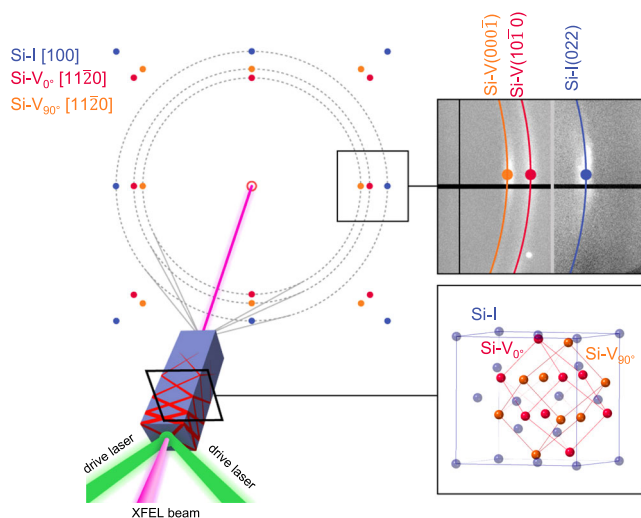 Si-I [100]
Si-V₀° [112̄0]
Si-V₉₀° [112̄0]
Si-V(0001̄)
Si-V(101̄0)
Si-I(022)
Si-I
Si-V₀°
Si-V₉₀°
drive laser
drive laser
XFEL beam